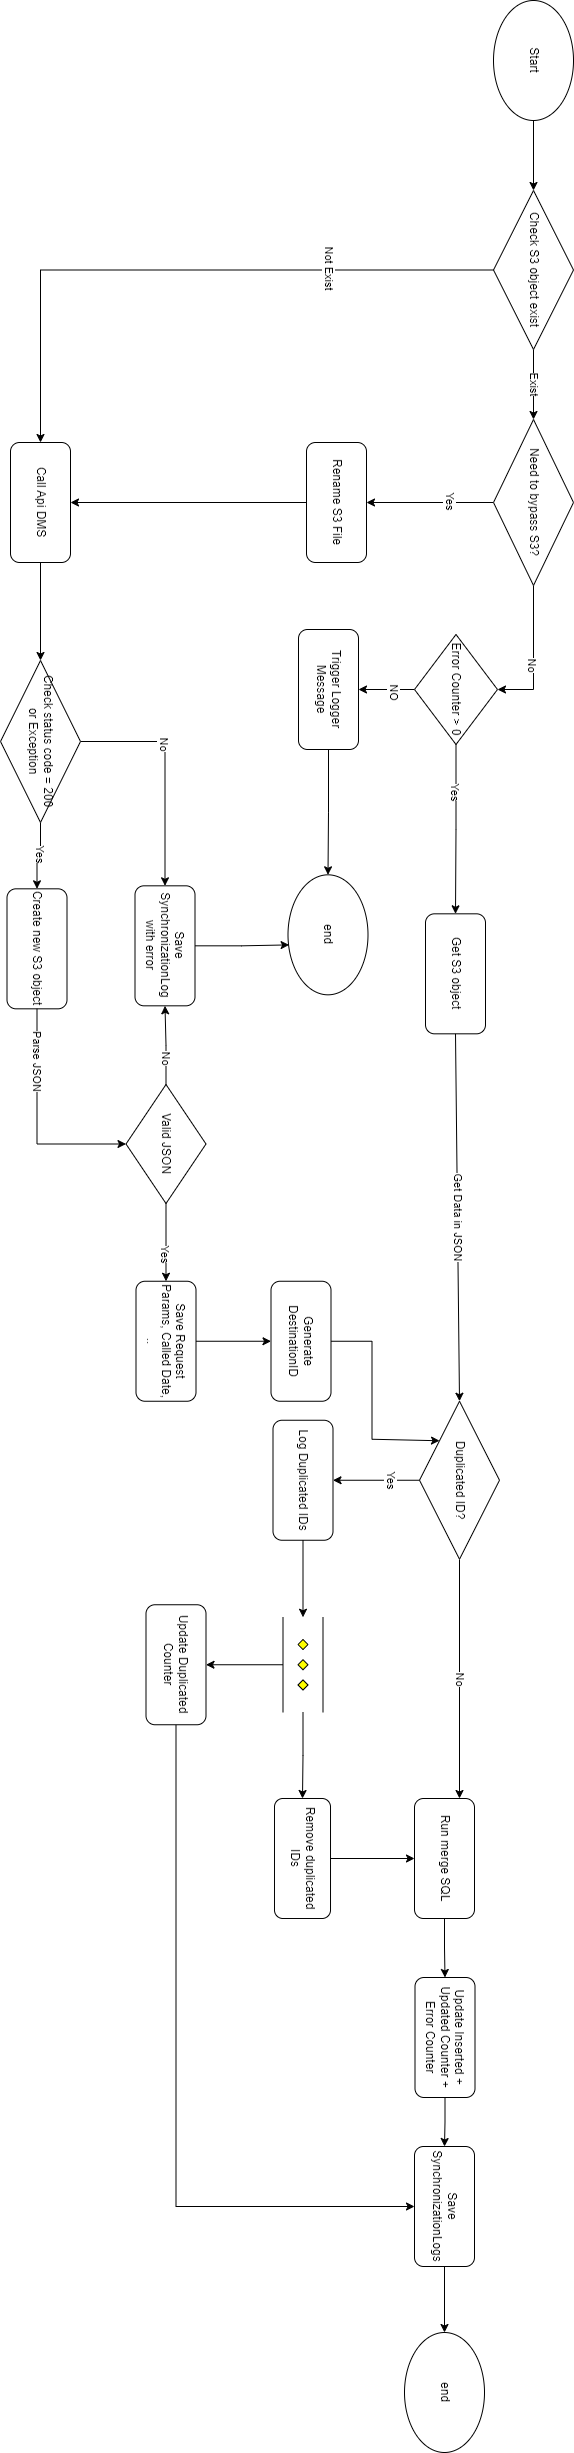 Start
Check S3 object exist
Not Exist
Exist
Need to bypass S3?
Yes
Rename S3 File
Call Api DMS
No
Error Counter > 0
NO
Trigger Logger
Message
Yes
Check status code = 200
or Exception
No
Yes
Get S3 object
end
Save
SynchronizationLog
with error
Create new S3 object
Parse JSON
No
Valid JSON
Get Data in JSON
Yes
Save Request
Params, Called Date,
..
Generate
DestinationID
Duplicated ID?
Yes
Log Duplicated IDs
No
Update Duplicated
Counter
Remove duplicated
IDs
Run merge SQL
Update Inserted +
Updated Counter +
Error Counter
Save
SynchronizationLogs
end